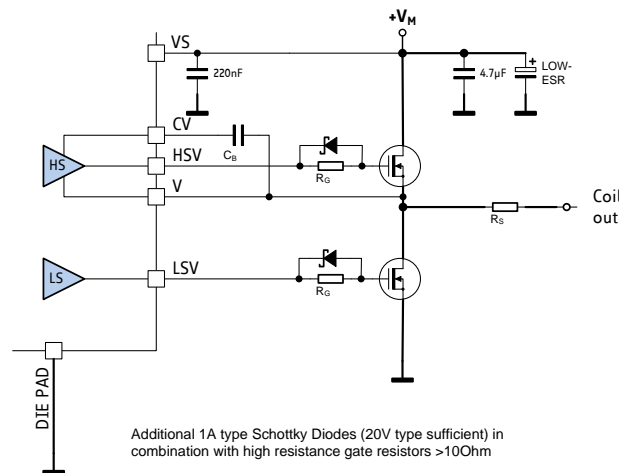 +VM
VS
220nF
4.7µF
+
LOW-
ESR
CV
CB
HS
HSV
RG
V
RS
Coil
out
LS
LSV
RG
DIE PAD
Additional 1A type Schottky Diodes (20V type sufficient) in
combination with high resistance gate resistors >10Ohm